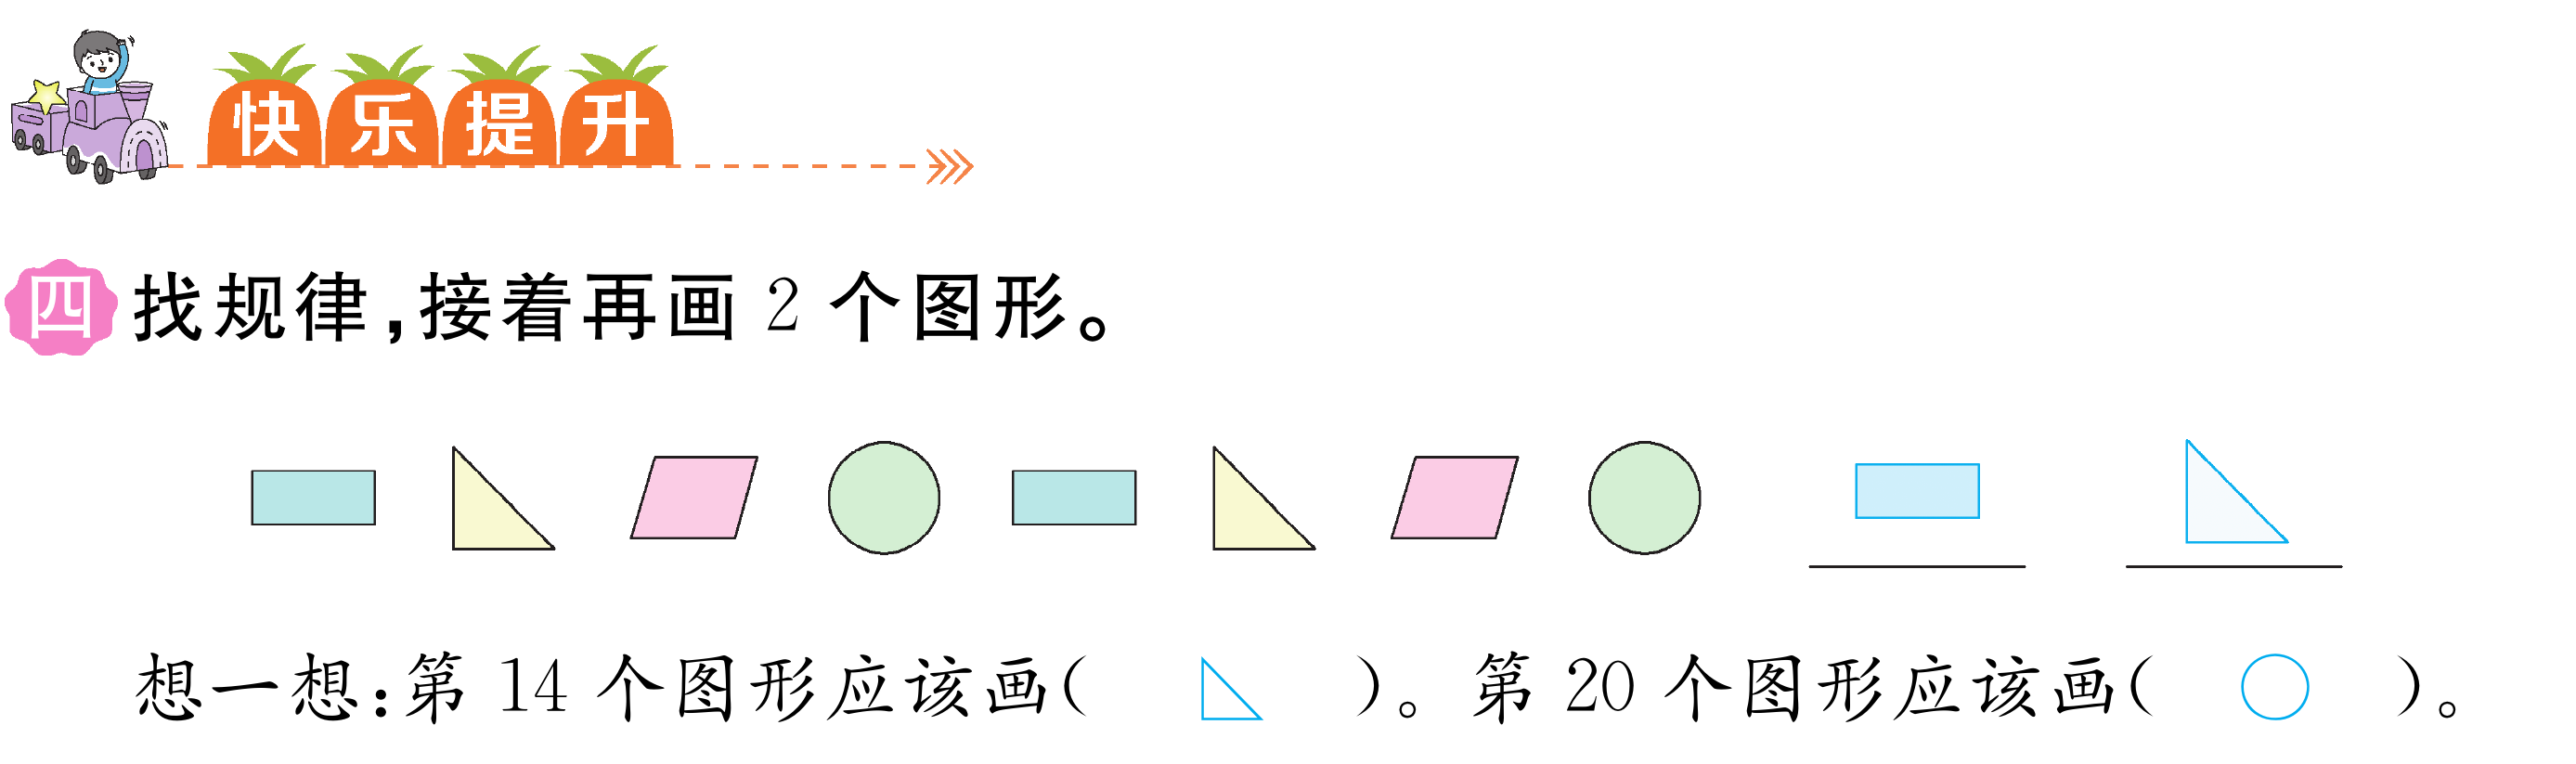 快乐提升
四 找规律,接着再画 2 个图形。
想一想:第 14 个图形应该画( )。第 20 个图形应该画( )。